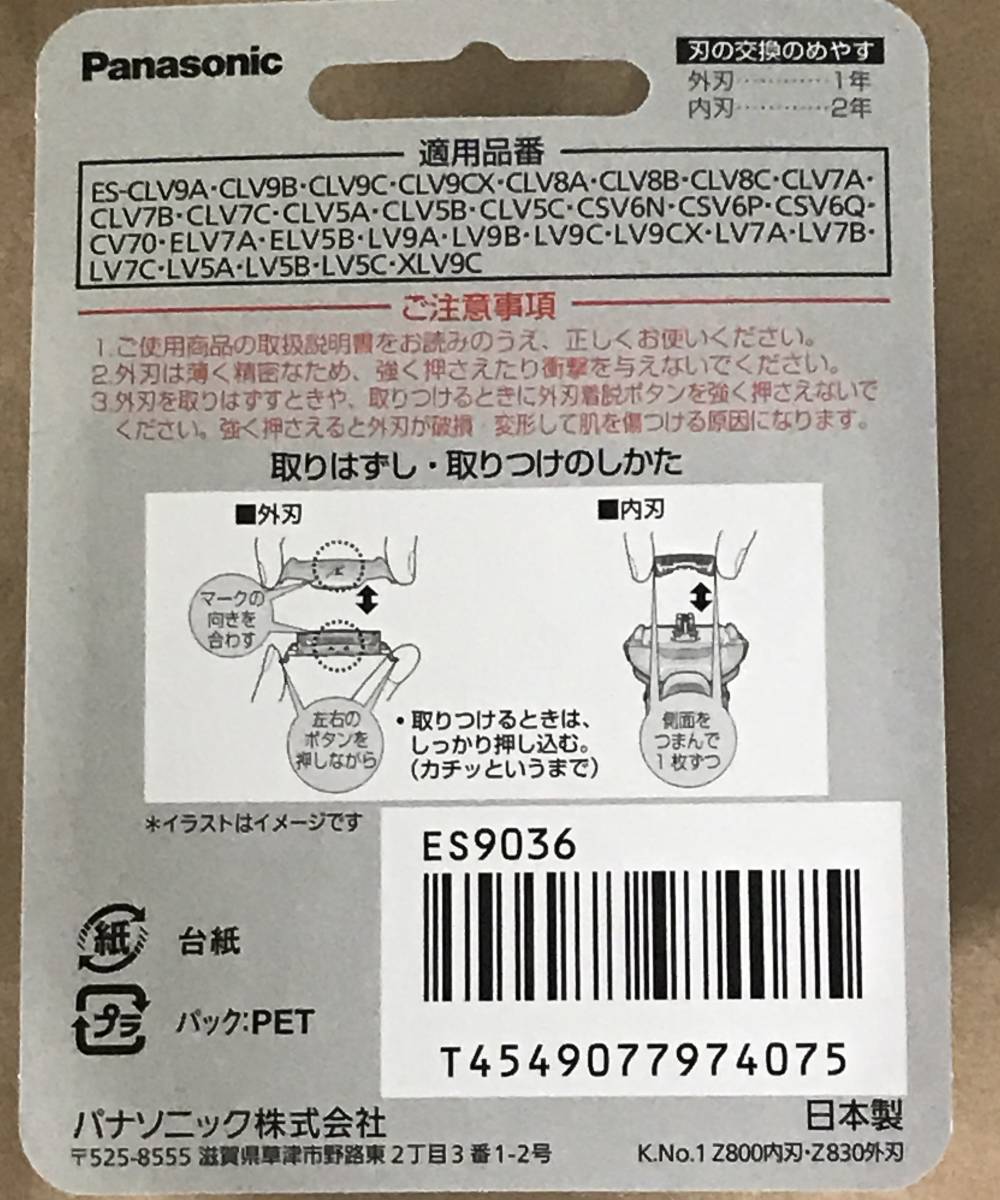 Panasonic
刃の交換のめやす
外刃…………1年
内刃…………2年
適用品番
ES-CLV9A・CLV9B・CLV9C・CLV9CX・CLV8A・CLV8B・CLV8C・CLV7A・
CLV7B・CLV7C・CLV5A・CLV5B・CLV5C・CSV6N・CSV6P・CSV6Q・
CV70・ELV7A・ELV5B・LV9A・LV9B・LV9C・LV9CX・LV7A・LV7B・
LV7C・LV5A・LV5B・LV5C・XLV9C
ご注意事項
1.ご使用商品の取扱説明書をお読みのうえ、正しくお使いください。
2.外刃は薄く精密なため、強く押さえたり衝撃を与えないでください。
3.外刃を取りはずすときや、取りつけるときに外刃着脱ボタンを強く押さえないで
ください。強く押さえると外刃が破損・変形して肌を傷つける原因になります。
取りはずし・取りつけのしかた
■外刃
マークの
向きを
合わす
左右の
ボタンを
押しながら
・取りつけるときは、
しっかり押し込む。
(カチッというまで)
■内刃
側面を
つまんで
1枚ずつ
*イラストはイメージです
ES9036
T4549077974075
紙 台紙
プラ パック:PET
パナソニック株式会社
〒525-8555 滋賀県草津市野路東2丁目3番1-2号
日本製
K.No.1 Z800内刃・Z830外刃